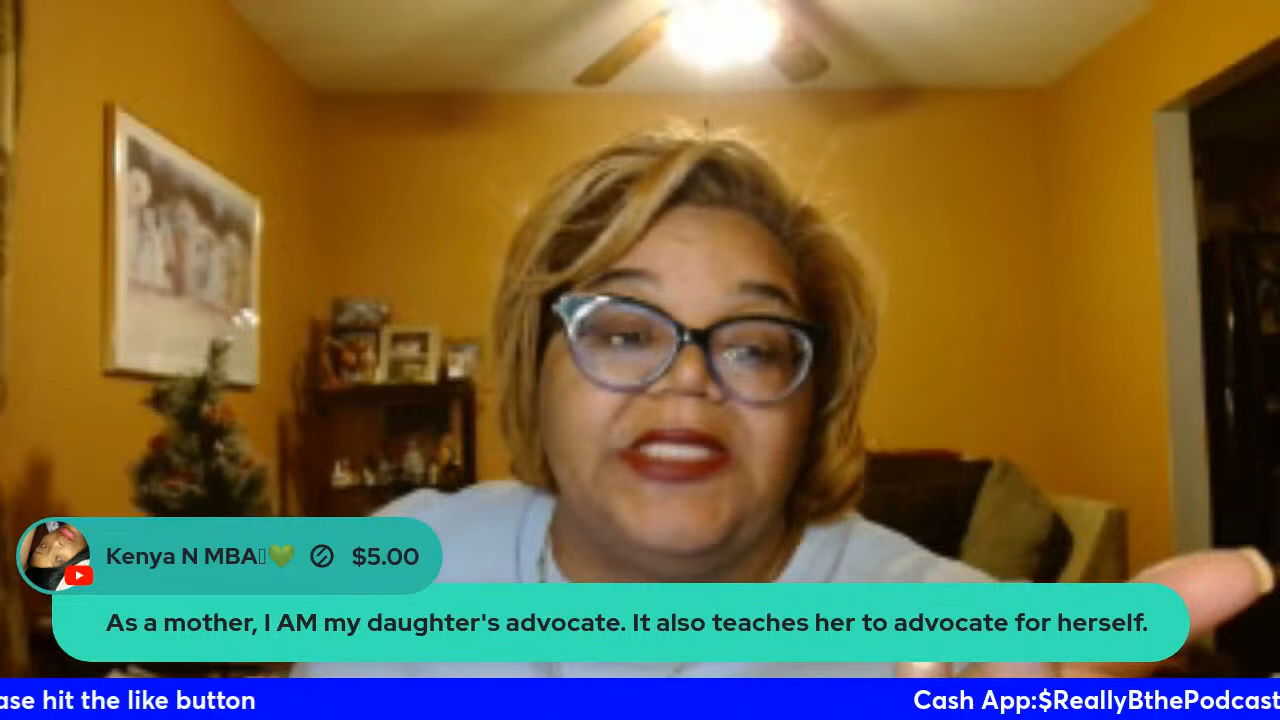 Kenya N MBA💚 $5.00
As a mother, I AM my daughter's advocate. It also teaches her to advocate for herself.
ase hit the like button
Cash App:$ReallyBthePodcast